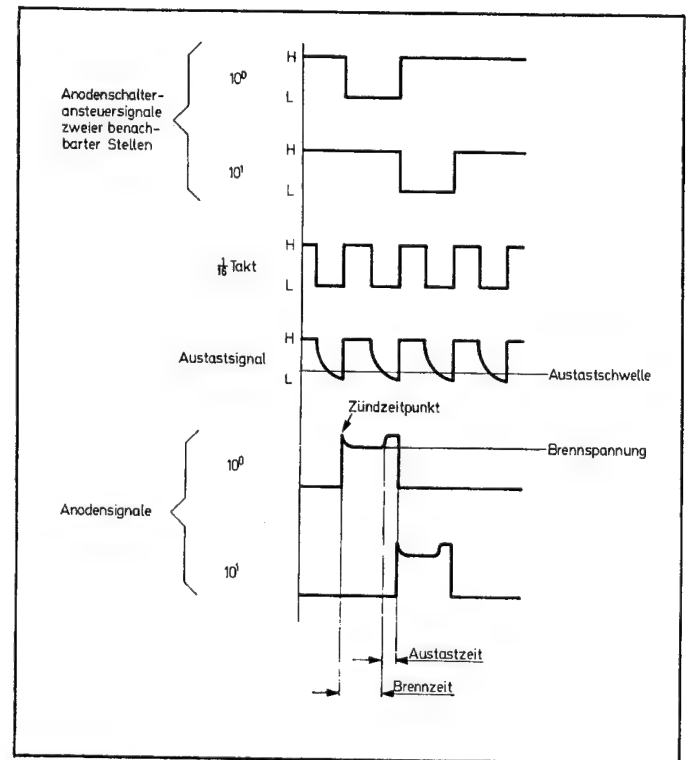 H
10⁰
L
Anodenschalter-
ansteuersignale
zweier benach-
barter Stellen
H
10¹
L
H
1/16 Takt
L
H
Austastsignal
L
Austastschwelle
Zündzeitpunkt
10⁰
Brennspannung
Anodensignale
10¹
Austastzeit
Brennzeit